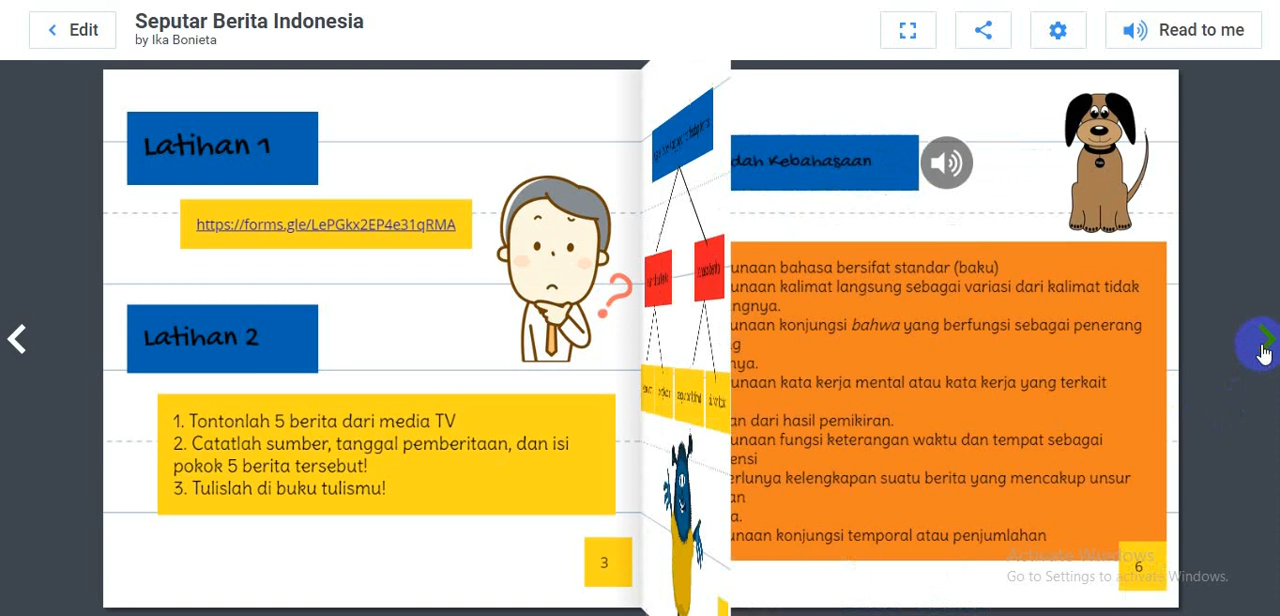 Edit
Seputar Berita Indonesia
by Ika Bonieta
Read to me
Latihan 1
https://forms.gle/LePGkx2EP4e31qRMA
Latihan 2
1. Tontonlah 5 berita dari media TV
2. Catatlah sumber, tanggal pemberitaan, dan isi
pokok 5 berita tersebut!
3. Tulislah di buku tulismu!
3
dah Kebahasaan
unaan bahasa bersifat standar (baku)
unaan kalimat langsung sebagai variasi dari kalimat tidak
ngnya.
unaan konjungsi bahwa yang berfungsi sebagai penerang
g
nya.
unaan kata kerja mental atau kata kerja yang terkait
an dari hasil pemikiran.
unaan fungsi keterangan waktu dan tempat sebagai
ensi
erlunya kelengkapan suatu berita yang mencakup unsur
an
a.
unaan konjungsi temporal atau penjumlahan
6
Activate Windows
Go to Settings to activate Windows.